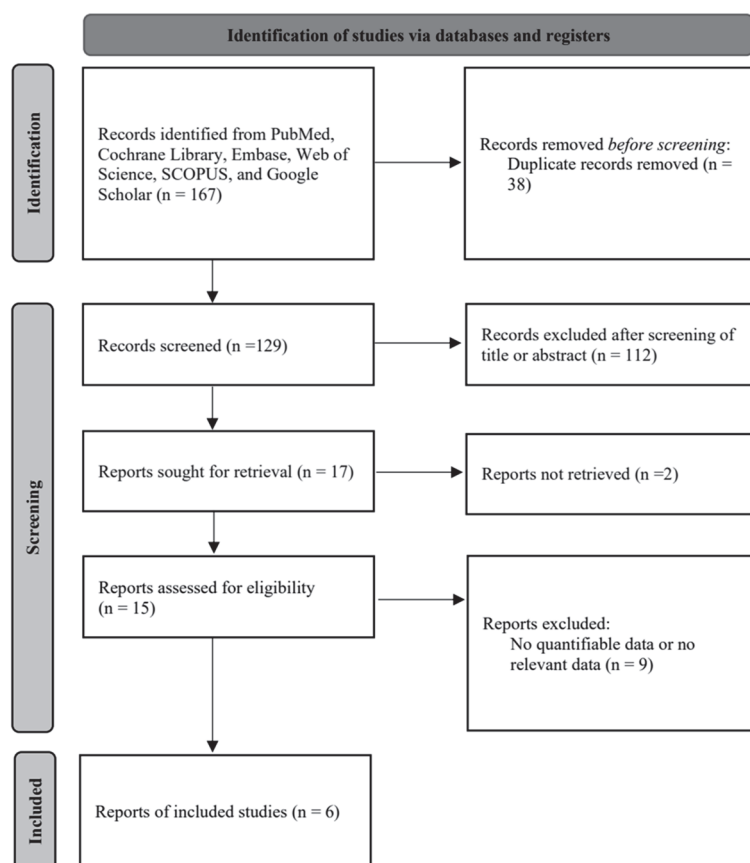 Identification of studies via databases and registers
Identification
Records identified from PubMed,
Cochrane Library, Embase, Web of
Science, SCOPUS, and Google
Scholar (n = 167)
Records removed before screening:
Duplicate records removed (n =
38)
Screening
Records screened (n =129)
Records excluded after screening of
title or abstract (n = 112)
Reports sought for retrieval (n = 17)
Reports not retrieved (n =2)
Reports assessed for eligibility
(n = 15)
Reports excluded:
No quantifiable data or no
relevant data (n = 9)
Included
Reports of included studies (n = 6)